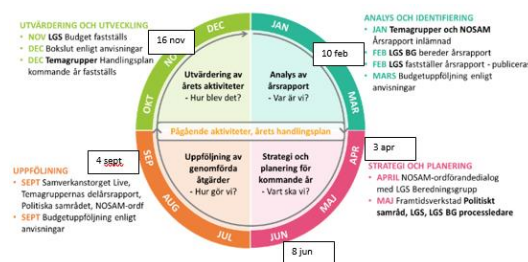 UTVÄRDERING OCH UTVECKLING
• NOV LGS Budget fastställs
• DEC Bokslut enligt anvisningar
• DEC Temagrupper Handlingsplan
kommande år fastställs
16 nov
DEC
JAN
NOV
OKT
FEB
MAR
10 feb
ANALYS OCH IDENTIFIERING
• JAN Temagrupper och NOSAM
Årsrapport inlämnad
• FEB LGS BG bereder årsrapport
• FEB LGS fastställer årsrapport - publiceras
• MARS Budgetuppföljning enligt
anvisningar
Utvärdering av
årets aktiviteter
- Hur blev det?
Analys av
årsrapport
- Var är vi?
Pågående aktiviteter, årets handlingsplan
4 sept
3 apr
SEP
APR
Uppföljning av
genomförda
åtgärder
- Hur gör vi?
Strategi och
planering för
kommande år
- Vart ska vi?
AUG
JUL
JUN
MAJ
8 jun
UPPFÖLJNING
• SEPT Samverkanstorget Live,
Temagruppernas delårsrapport,
Politiska samrådet, NOSAM-ordf
• SEPT Budgetuppföljning enligt
anvisningar
STRATEGI OCH PLANERING
• APRIL NOSAM-ordförandedialog
med LGS Beredningsgrupp
• MAJ Framtidsverkstad Politiskt
samråd, LGS, LGS BG processledare